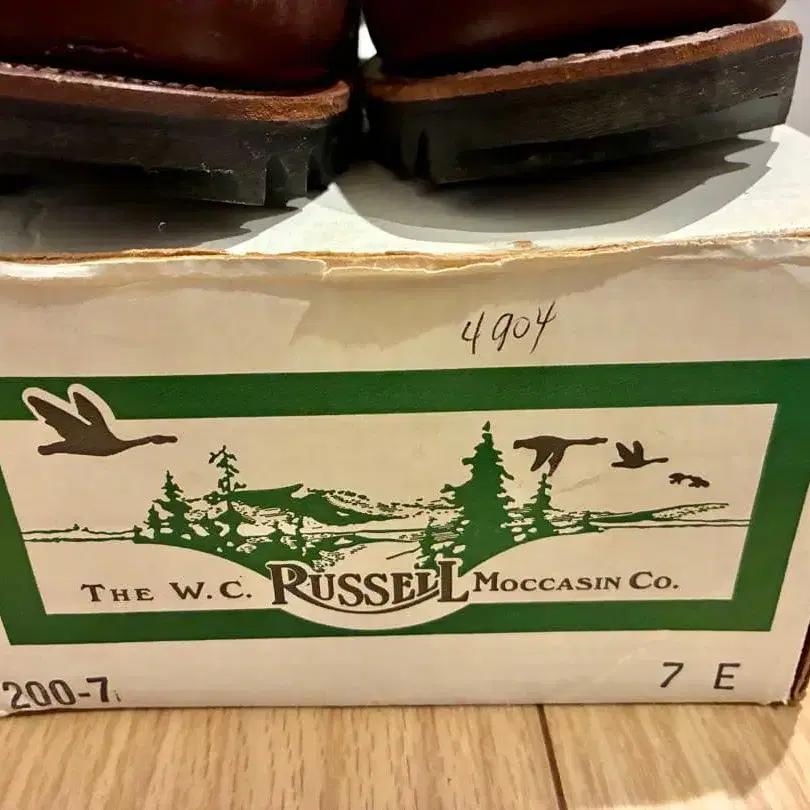 4904
THE W.C. RUSSELL MOCCASIN CO.
200-7
7 E